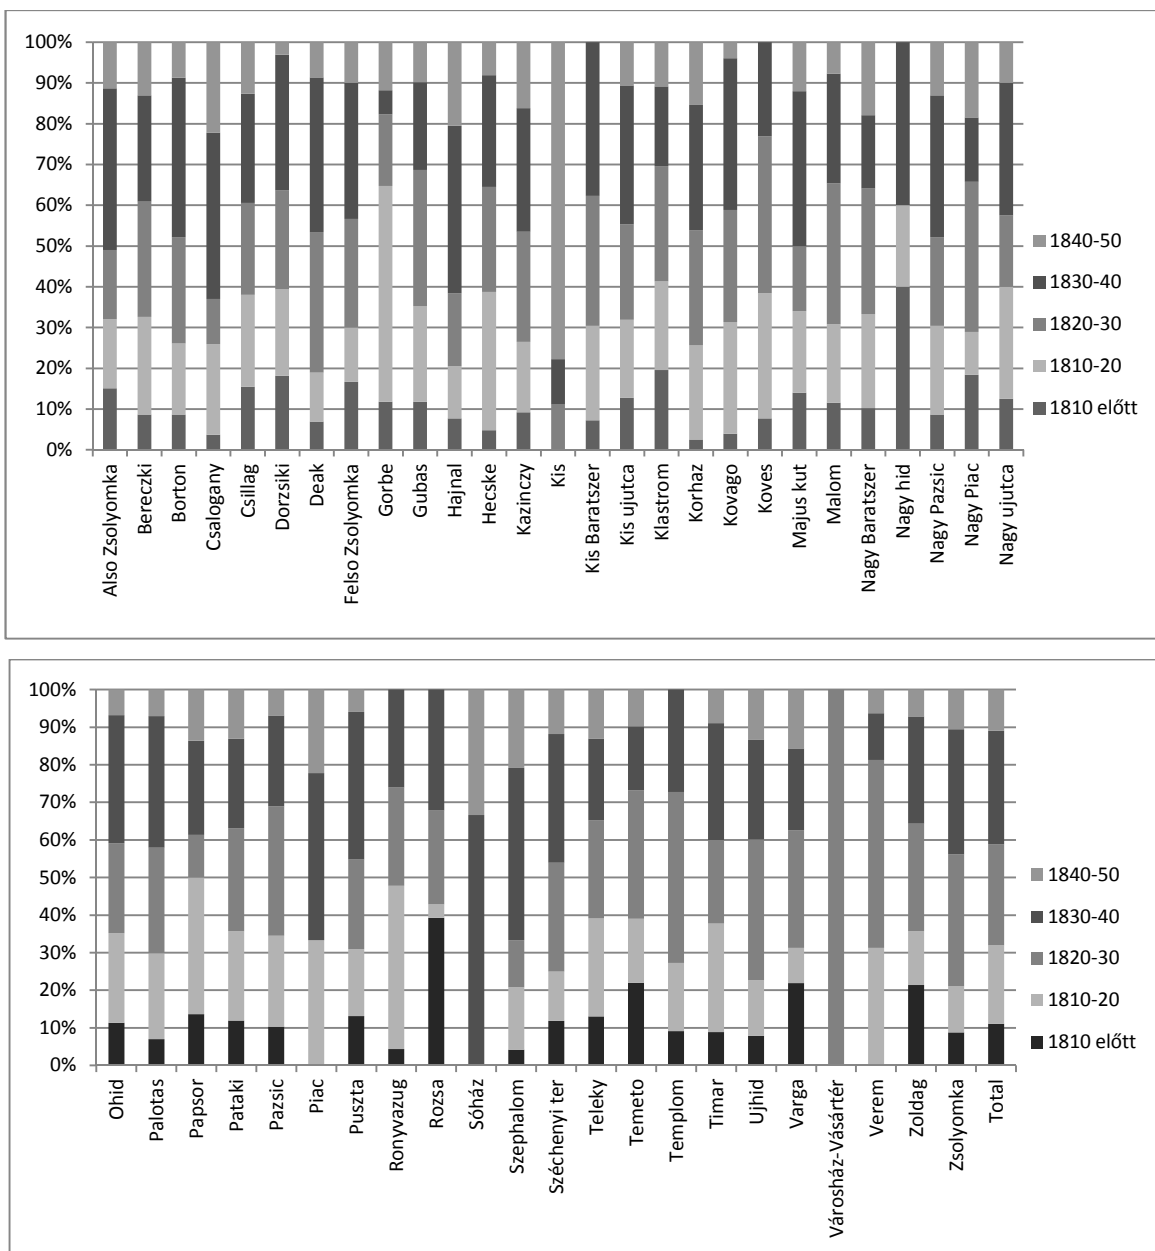 100%
90%
80%
70%
60%
50%
40%
30%
20%
10%
0%
Also Zsolyomka
Bereczki
Borton
Csalogany
Csillag
Dorzsiki
Deak
Felso Zsolyomka
Gorbe
Gubas
Hajnal
Hecske
Kazinczy
Kis
Kis Baratszer
Kis ujutca
Klastrom
Korhaz
Kovago
Koves
Majus kut
Malom
Nagy Baratszer
Nagy hid
Nagy Pazsic
Nagy Piac
Nagy ujutca
1840-50
1830-40
1820-30
1810-20
1810 előtt
100%
90%
80%
70%
60%
50%
40%
30%
20%
10%
0%
Ohid
Palotas
Papsor
Pataki
Pazsic
Piac
Puszta
Ronyvazug
Rozsa
Sóház
Szephalom
Széchenyi ter
Teleky
Temeto
Templom
Timar
Ujhid
Varga
Városház-Vásártér
Verem
Zoldag
Zsolyomka
Total
1840-50
1830-40
1820-30
1810-20
1810 előtt